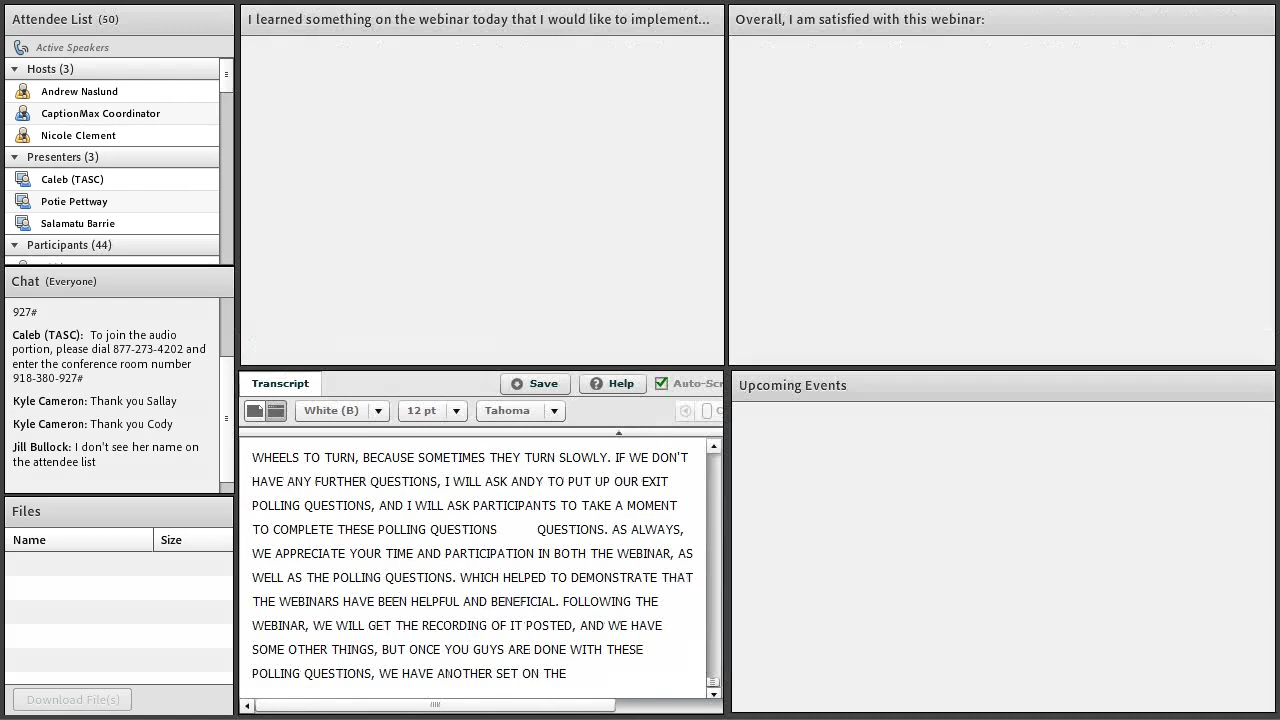 Attendee List (50)
Active Speakers
Hosts (3)
Andrew Naslund
CaptionMax Coordinator
Nicole Clement
Presenters (3)
Caleb (TASC)
Potie Pettway
Salamatu Barrie
Participants (44)
Chat (Everyone)
927#
Caleb (TASC): To join the audio
portion, please dial 877-273-4202 and
enter the conference room number
918-380-927#
Kyle Cameron: Thank you Sallay
Kyle Cameron: Thank you Cody
Jill Bullock: I don't see her name on
the attendee list
Files
Name Size
Download File(s)
I learned something on the webinar today that I would like to implement...
Overall, I am satisfied with this webinar:
Transcript Save Help Auto-Scr
White (B) 12 pt Tahoma
WHEELS TO TURN, BECAUSE SOMETIMES THEY TURN SLOWLY. IF WE DON'T
HAVE ANY FURTHER QUESTIONS, I WILL ASK ANDY TO PUT UP OUR EXIT
POLLING QUESTIONS, AND I WILL ASK PARTICIPANTS TO TAKE A MOMENT
TO COMPLETE THESE POLLING QUESTIONS QUESTIONS. AS ALWAYS,
WE APPRECIATE YOUR TIME AND PARTICIPATION IN BOTH THE WEBINAR, AS
WELL AS THE POLLING QUESTIONS. WHICH HELPED TO DEMONSTRATE THAT
THE WEBINARS HAVE BEEN HELPFUL AND BENEFICIAL. FOLLOWING THE
WEBINAR, WE WILL GET THE RECORDING OF IT POSTED, AND WE HAVE
SOME OTHER THINGS, BUT ONCE YOU GUYS ARE DONE WITH THESE
POLLING QUESTIONS, WE HAVE ANOTHER SET ON THE
Upcoming Events